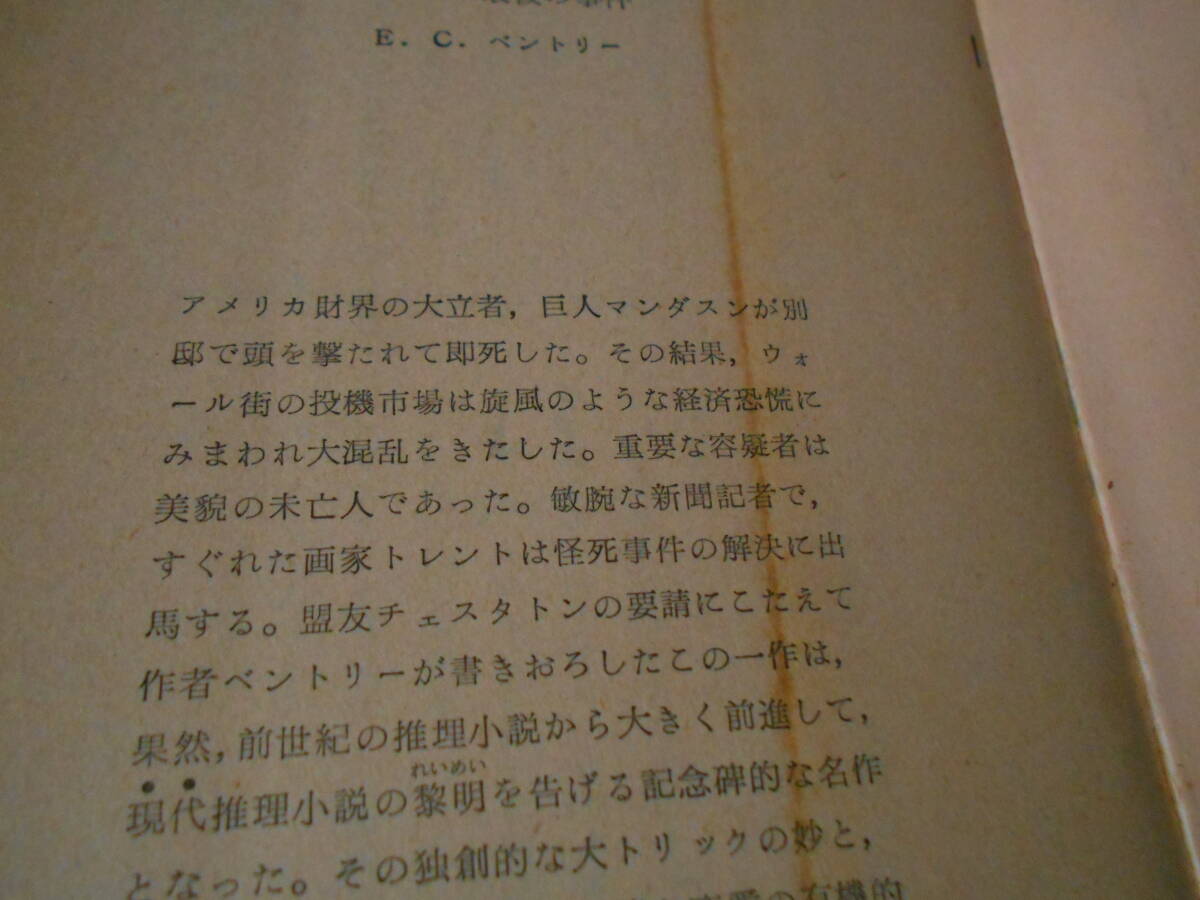 の事件
E. C. ベントリー
アメリカ財界の大立者，巨人マンダスンが別
邸で頭を撃たれて即死した。その結果，ウォ
ール街の投機市場は旋風のような経済恐慌に
みまわれ大混乱をきたした。重要な容疑者は
美貌の未亡人であった。敏腕な新聞記者で，
すぐれた画家トレントは怪死事件の解決に出
馬する。盟友チェスタトンの要請にこたえて
作者ベントリーが書きおろしたこの一作は，
果然，前世紀の推理小説から大きく前進して，
れいめい
現代推理小説の黎明を告げる記念碑的な名作
となった。その独創的な大トリックの妙と，
の有機的